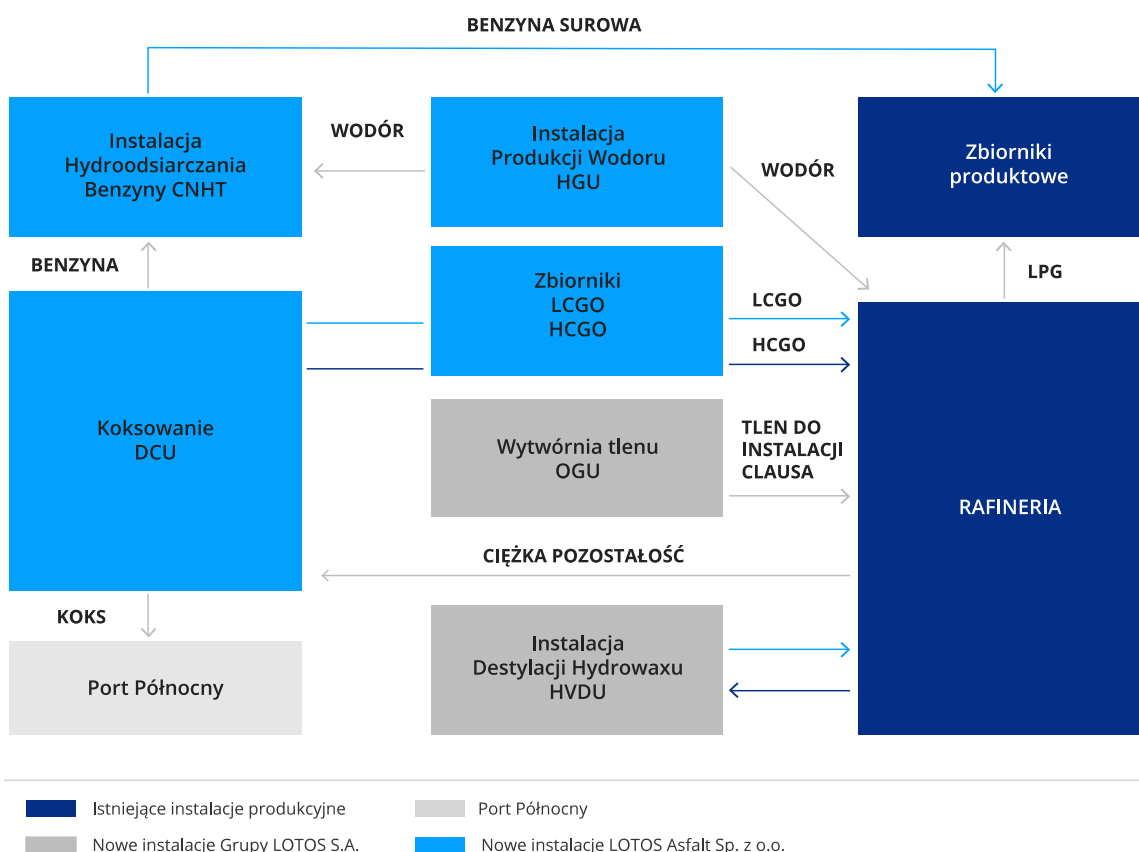 BENZYNA SUROWA
Instalacja
Hydroodsiarczania
Benzyny CNHT
WODÓR
Instalacja
Produkcji Wodoru
HGU
WODÓR
Zbiorniki
produktowe
BENZYNA
LPG
Zbiorniki
LCGO
HCGO
LCGO
HCGO
Koksowanie
DCU
Wytwórnia tlenu
OGU
TLEN DO
INSTALACJI
CLAUSA
RAFINERIA
CIĘŻKA POZOSTAŁOŚĆ
KOKS
Port Północny
Instalacja
Destylacji Hydrowaxu
HVDU
Istniejące instalacje produkcyjne
Port Północny
Nowe instalacje Grupy LOTOS S.A.
Nowe instalacje LOTOS Asfalt Sp. z o.o.